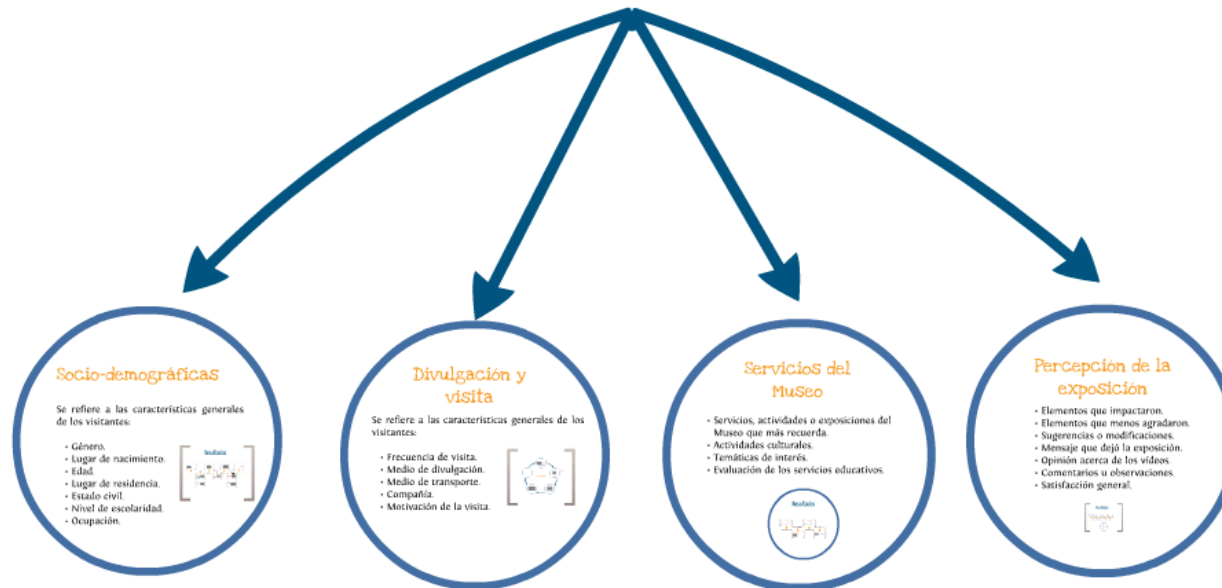 Socio-demográficas
Se refiere a las características generales
de los visitantes:
• Género.
• Lugar de nacimiento.
• Edad.
• Lugar de residencia.
• Estado civil.
• Nivel de escolaridad.
• Ocupación.
Resultados
Divulgación y
visita
Se refiere a las características generales de los
visitantes:
• Frecuencia de visita.
• Medio de divulgación.
• Medio de transporte.
• Compañía.
• Motivación de la visita.
Servicios del
Museo
• Servicios, actividades o exposiciones del
Museo que más recuerda.
• Actividades culturales.
• Temáticas de interés.
• Evaluación de los servicios educativos.
Resultados
Percepción de la
exposición
• Elementos que impactaron.
• Elementos que menos agradaron.
• Sugerencias o modificaciones.
• Mensaje que dejó la exposición.
• Opinión acerca de los vídeos.
• Comentarios u observaciones.
• Satisfacción general.